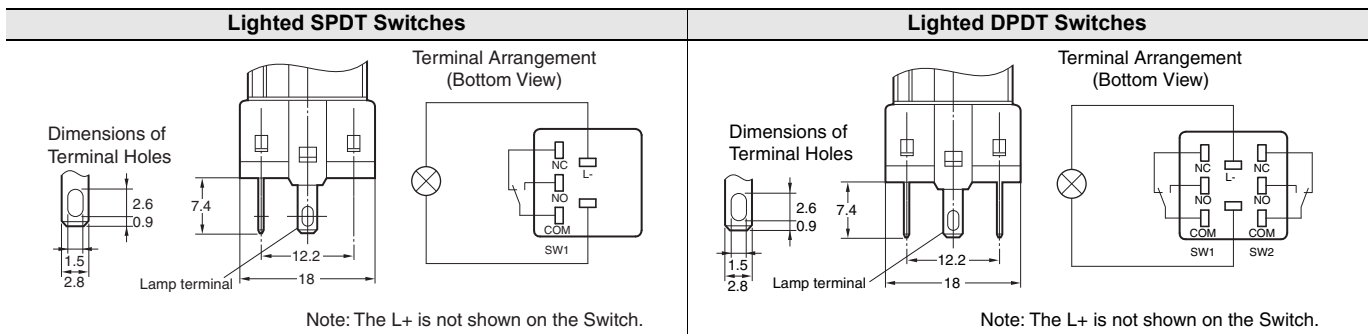 Lighted SPDT Switches
Terminal Arrangement
(Bottom View)
Dimensions of
Terminal Holes
NC
L-
NO
COM
SW1
2.6
0.9
7.4
1.5
2.8
12.2
18
Lamp terminal
Note: The L+ is not shown on the Switch.
Lighted DPDT Switches
Terminal Arrangement
(Bottom View)
Dimensions of
Terminal Holes
NC
NC
L-
NO
NO
COM
COM
SW1
SW2
2.6
0.9
7.4
1.5
2.8
12.2
18
Lamp terminal
Note: The L+ is not shown on the Switch.